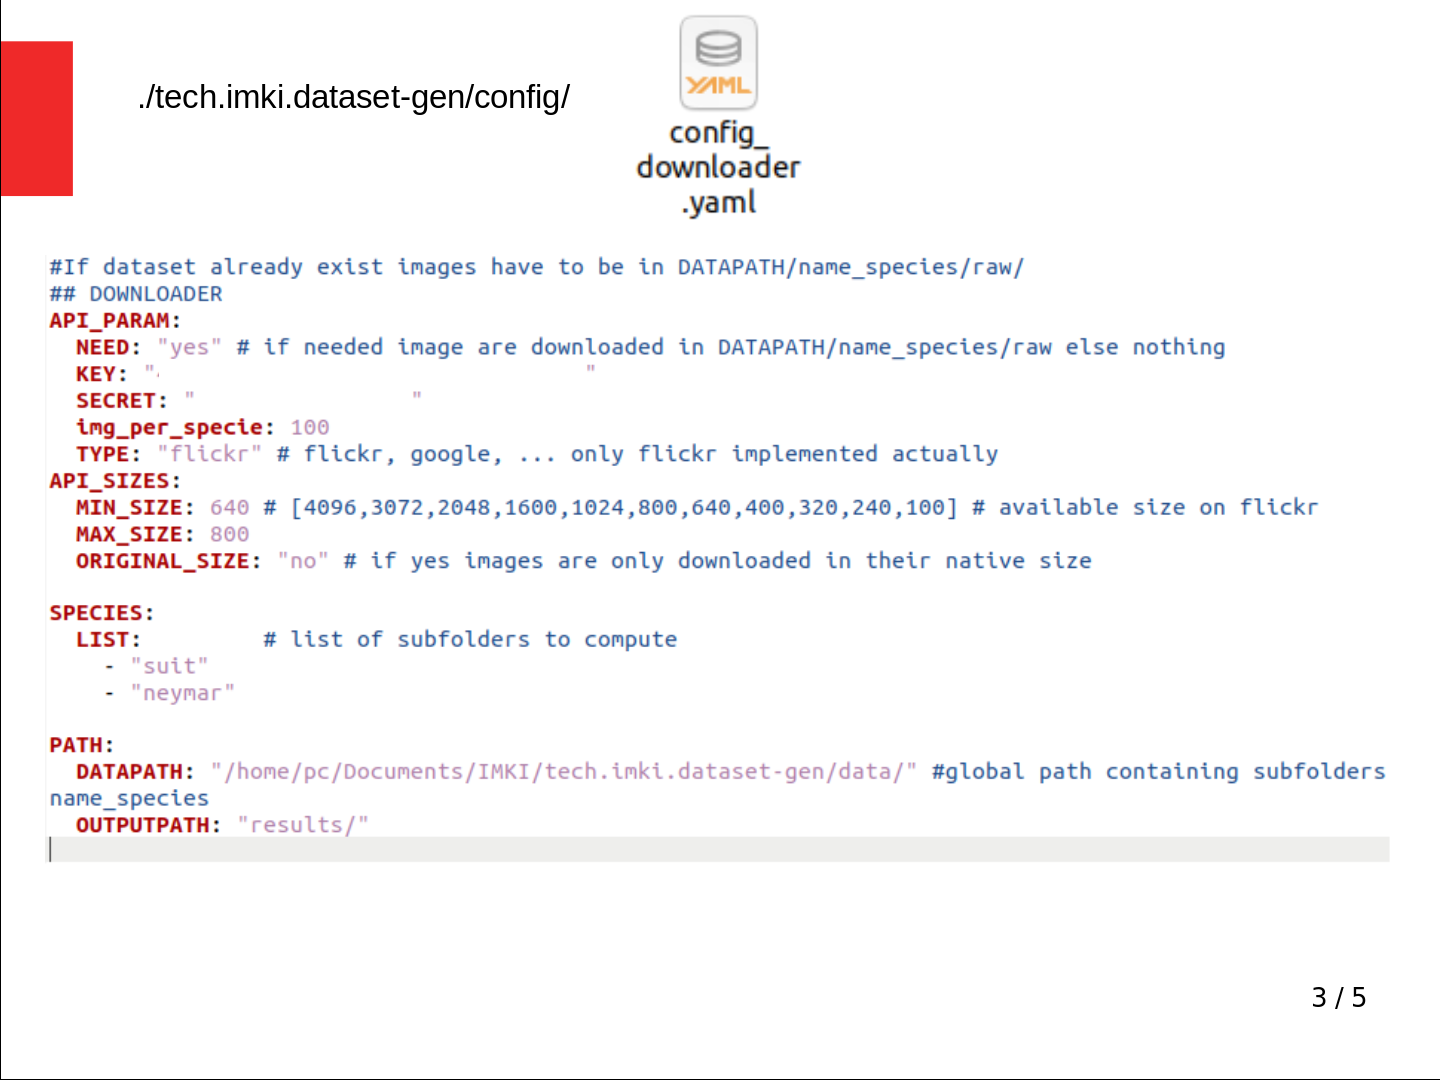 ./tech.imki.dataset-gen/config/
YAML
config_
downloader
.yaml
#If dataset already exist images have to be in DATAPATH/name_species/raw/
## DOWNLOADER
API_PARAM:
  NEED: "yes" # if needed image are downloaded in DATAPATH/name_species/raw else nothing
  KEY: " "
  SECRET: " "
  img_per_specie: 100
  TYPE: "flickr" # flickr, google, ... only flickr implemented actually
API_SIZES:
  MIN_SIZE: 640 # [4096,3072,2048,1600,1024,800,640,400,320,240,100] # available size on flickr
  MAX_SIZE: 800
  ORIGINAL_SIZE: "no" # if yes images are only downloaded in their native size
SPECIES:
  LIST: # list of subfolders to compute
    - "suit"
    - "neymar"
PATH:
  DATAPATH: "/home/pc/Documents/IMKI/tech.imki.dataset-gen/data/" #global path containing subfolders
name_species
  OUTPUTPATH: "results/"
3 / 5